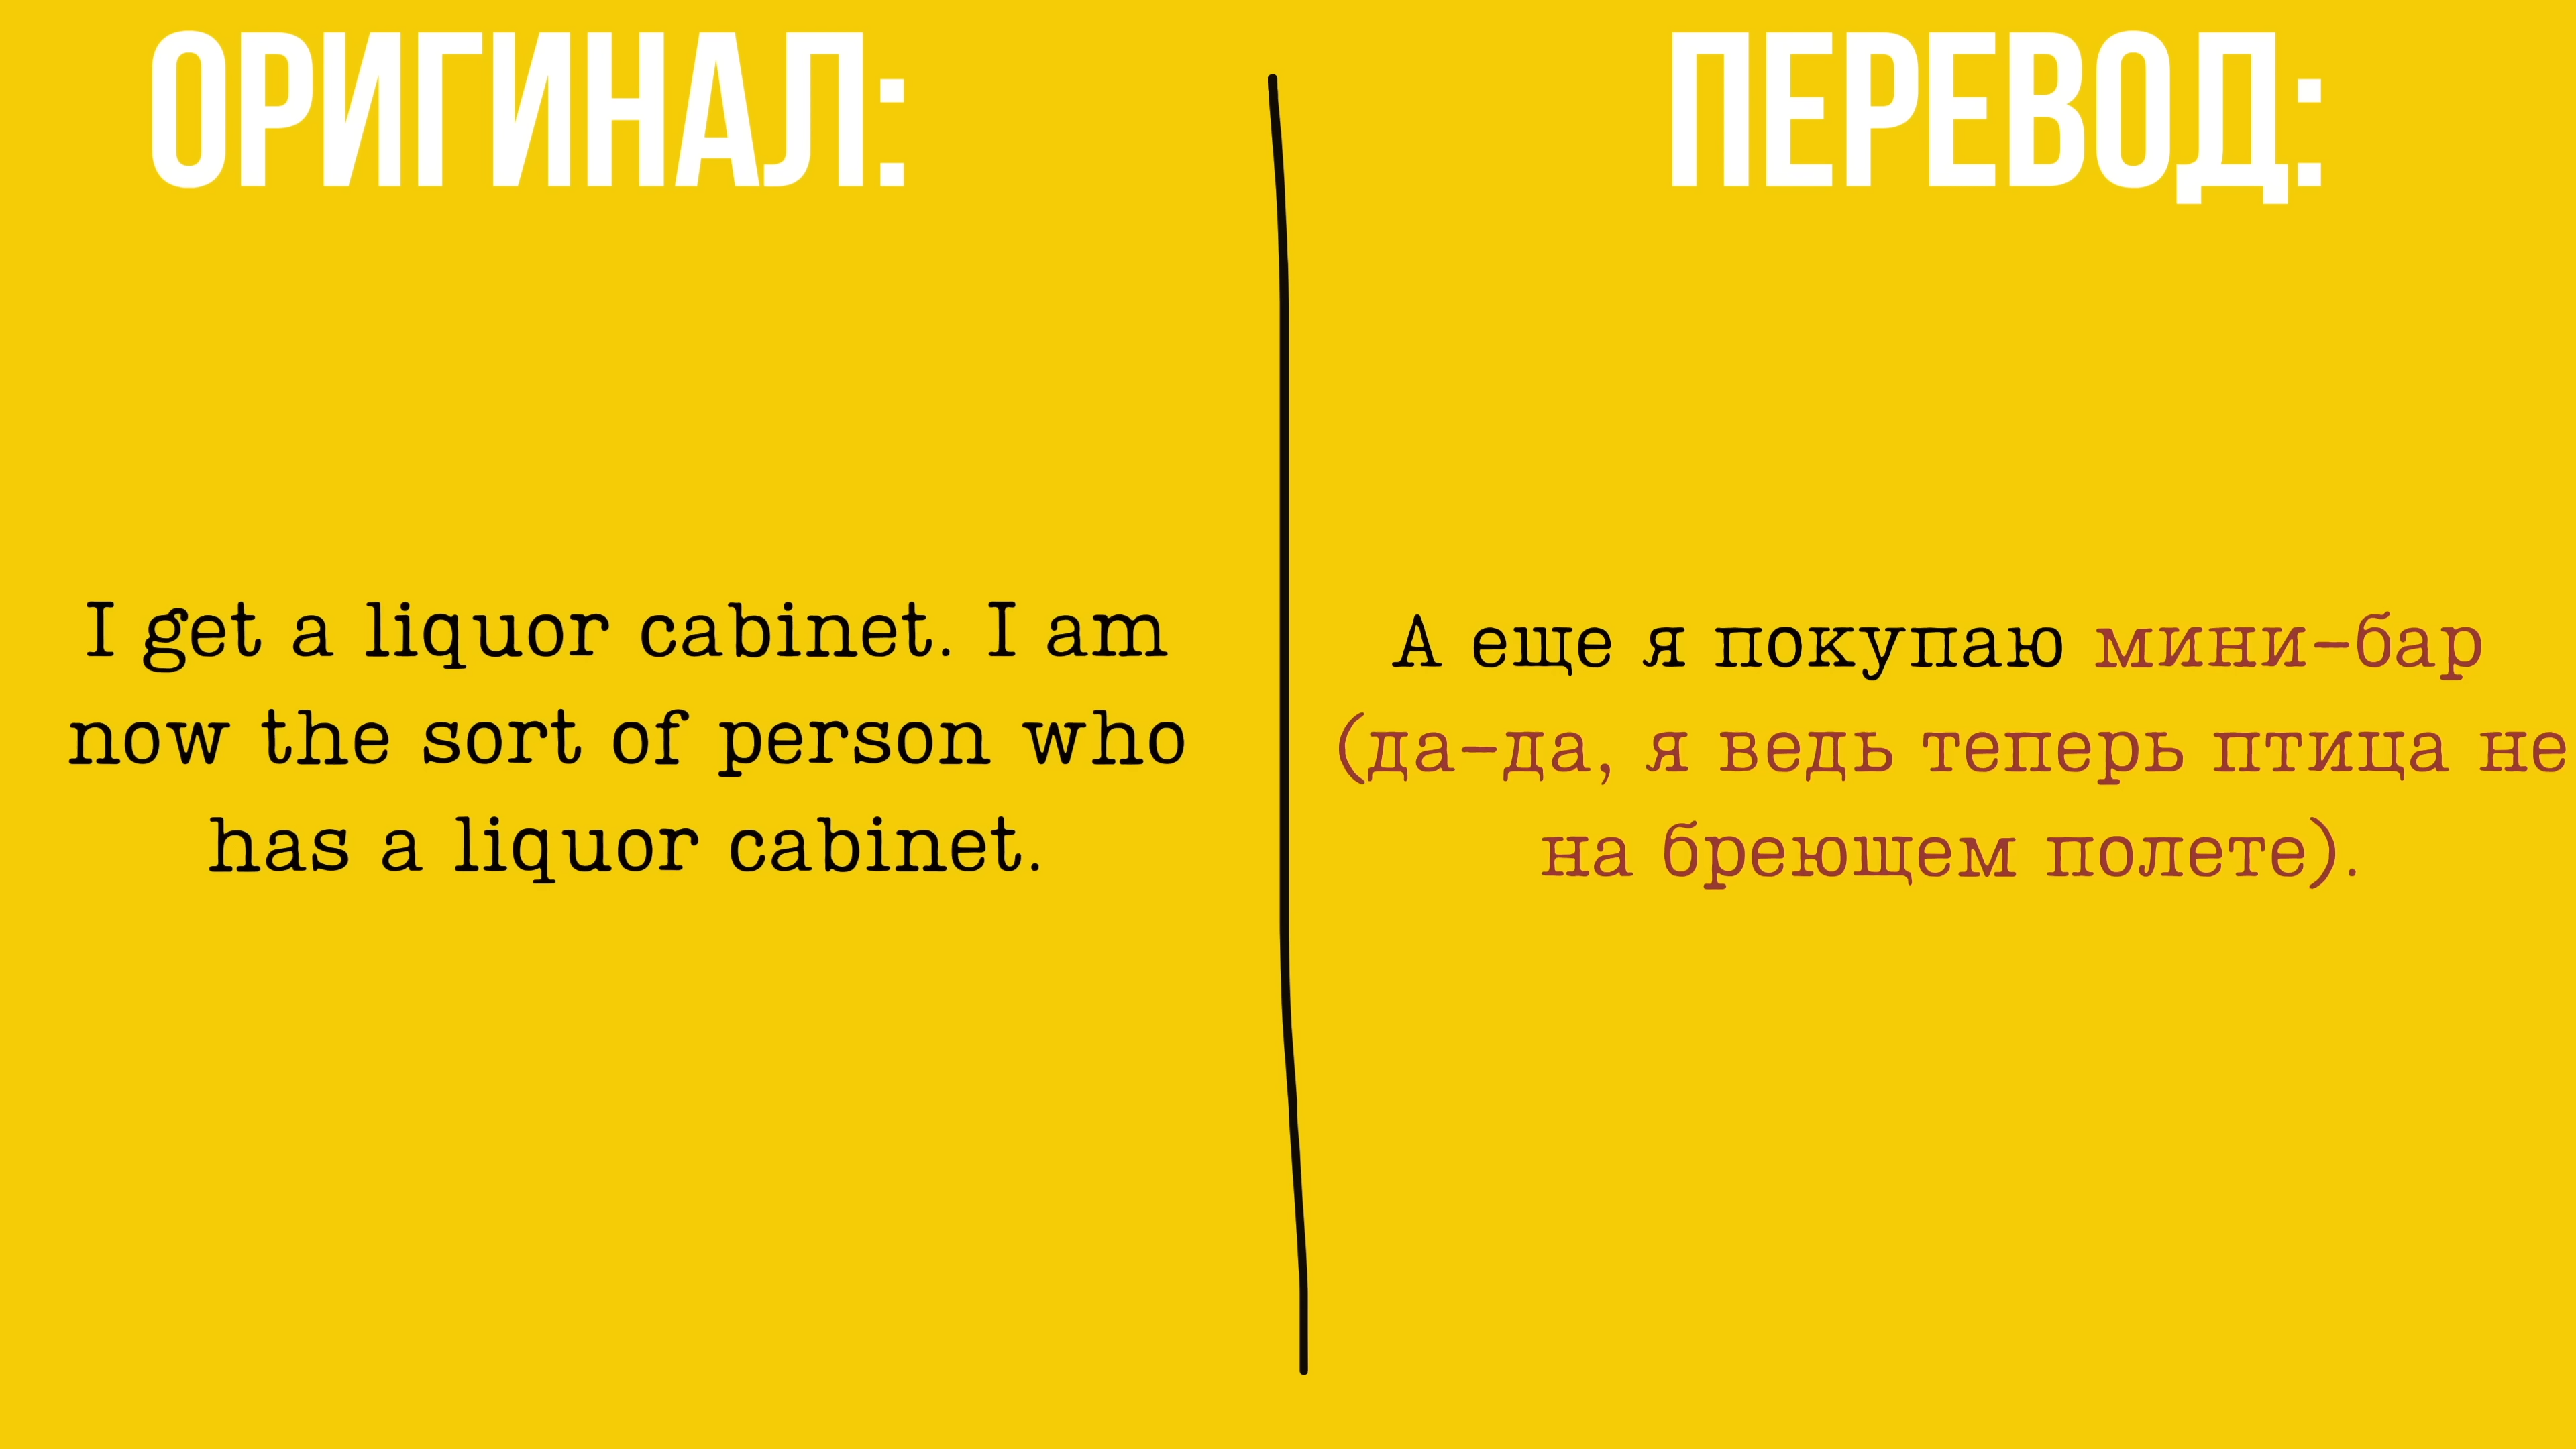 ОРИГИНАЛ:
I get a liquor cabinet. I am
now the sort of person who
has a liquor cabinet.
ПЕРЕВОД:
А еще я покупаю мини-бар
(да-да, я ведь теперь птица не
на бреющем полете).